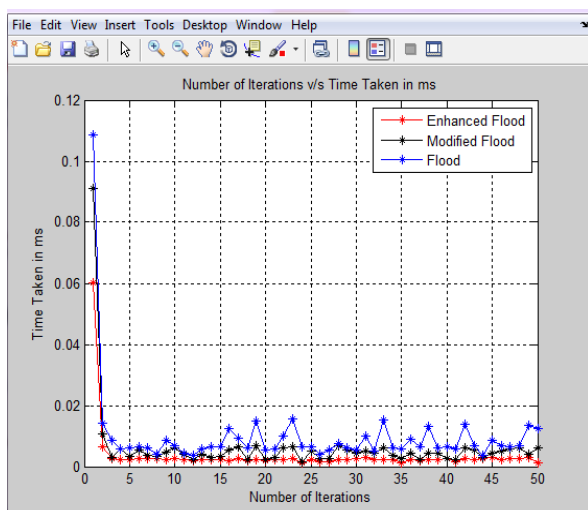 File Edit View Insert Tools Desktop Window Help
Number of Iterations v/s Time Taken in ms
Enhanced Flood
Modified Flood
Flood
Time Taken in ms
0.12
0.1
0.08
0.06
0.04
0.02
0
0 5 10 15 20 25 30 35 40 45 50
Number of Iterations